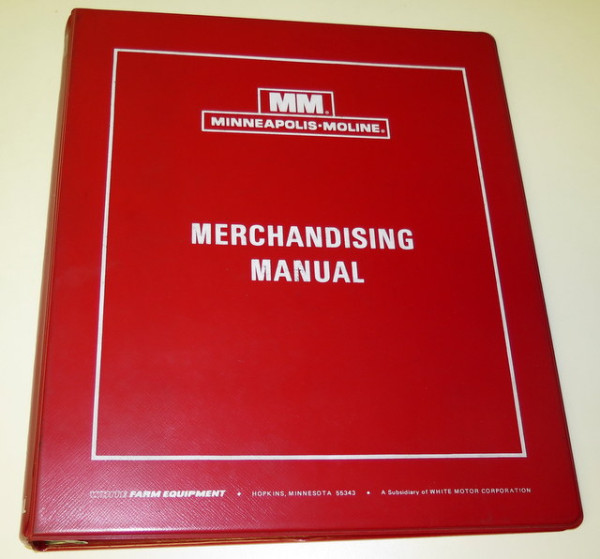 MM®
MINNEAPOLIS-MOLINE®
MERCHANDISING
MANUAL
WHITE FARM EQUIPMENT • HOPKINS, MINNESOTA 55343 • A Subsidiary of WHITE MOTOR CORPORATION